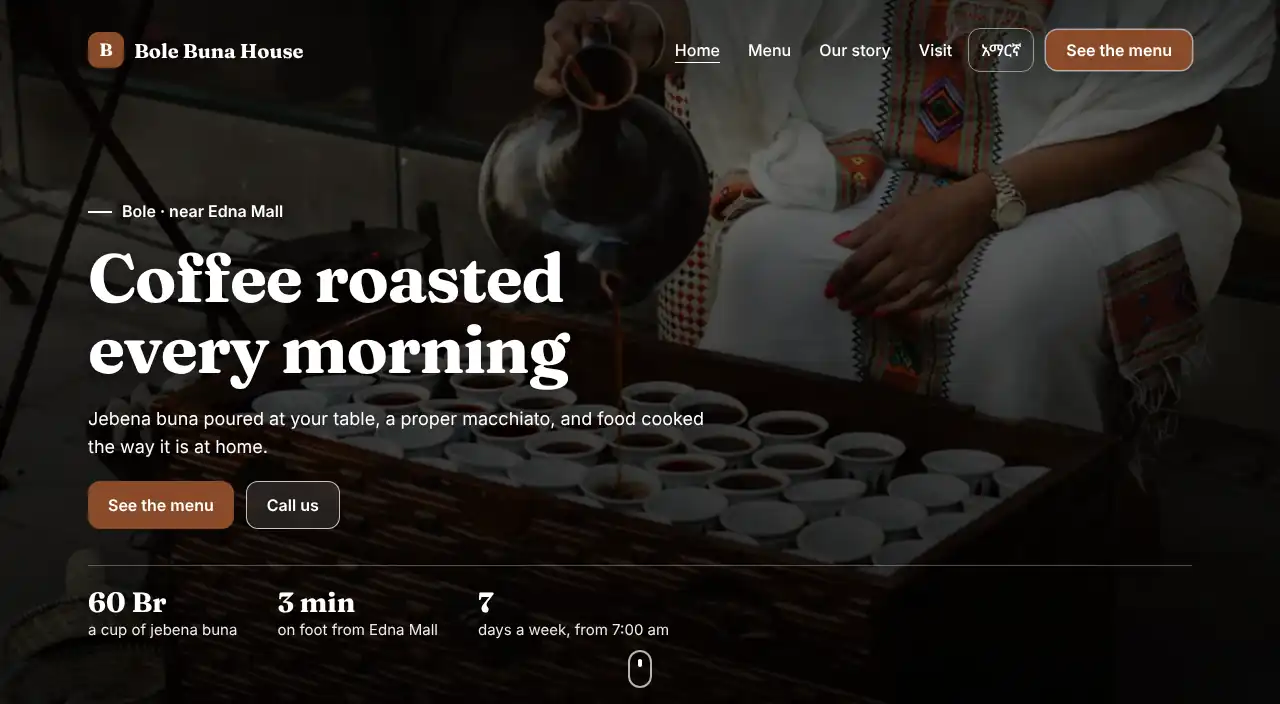 B
Bole Buna House
Home
Menu
Our story
Visit
አማርኛ
See the menu
Bole · near Edna Mall
Coffee roasted
every morning
Jebena buna poured at your table, a proper macchiato, and food cooked
the way it is at home.
See the menu
Call us
60 Br
a cup of jebena buna
3 min
on foot from Edna Mall
7
days a week, from 7:00 am